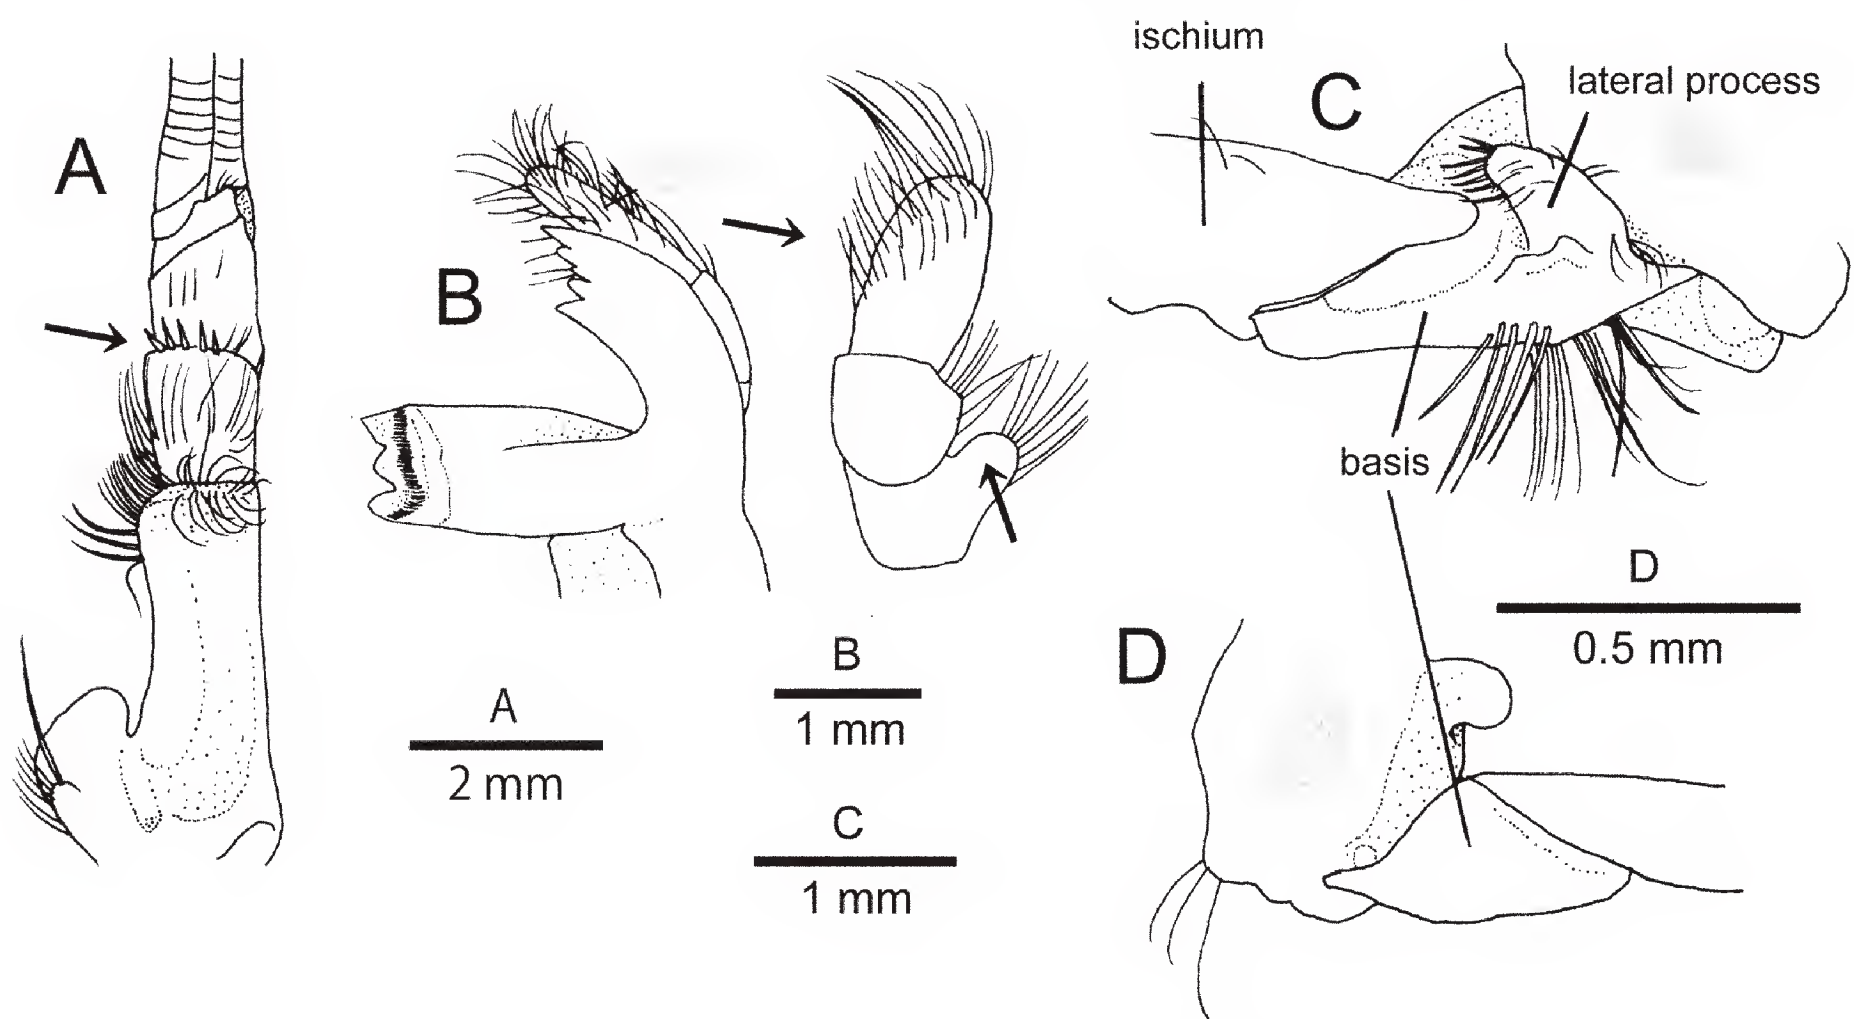 ischium
C
lateral process
A
B
basis
D
0.5 mm
D
B
1 mm
A
2 mm
C
1 mm